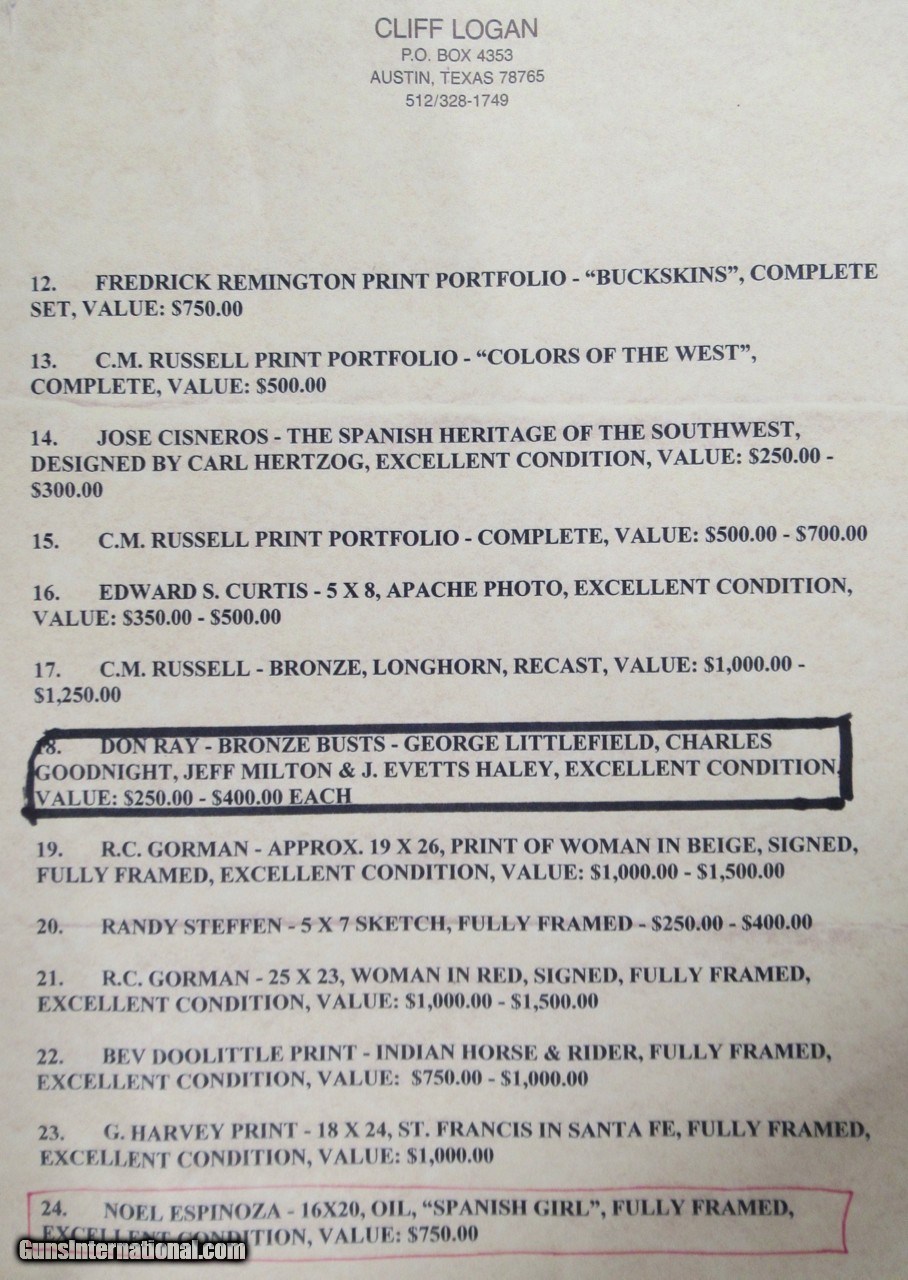 CLIFF LOGAN
P.O. BOX 4353
AUSTIN, TEXAS 78765
512/328-1749
12. FREDRICK REMINGTON PRINT PORTFOLIO - “BUCKSKINS”, COMPLETE
SET, VALUE: $750.00
13. C.M. RUSSELL PRINT PORTFOLIO - “COLORS OF THE WEST”,
COMPLETE, VALUE: $500.00
14. JOSE CISNEROS - THE SPANISH HERITAGE OF THE SOUTHWEST,
DESIGNED BY CARL HERTZOG, EXCELLENT CONDITION, VALUE: $250.00 -
$300.00
15. C.M. RUSSELL PRINT PORTFOLIO - COMPLETE, VALUE: $500.00 - $700.00
16. EDWARD S. CURTIS - 5 X 8, APACHE PHOTO, EXCELLENT CONDITION,
VALUE: $350.00 - $500.00
17. C.M. RUSSELL - BRONZE, LONGHORN, RECAST, VALUE: $1,000.00 -
$1,250.00
18. DON RAY - BRONZE BUSTS - GEORGE LITTLEFIELD, CHARLES
GOODNIGHT, JEFF MILTON & J. EVETTS HALEY, EXCELLENT CONDITION,
VALUE: $250.00 - $400.00 EACH
19. R.C. GORMAN - APPROX. 19 X 26, PRINT OF WOMAN IN BEIGE, SIGNED,
FULLY FRAMED, EXCELLENT CONDITION, VALUE: $1,000.00 - $1,500.00
20. RANDY STEFFEN - 5 X 7 SKETCH, FULLY FRAMED - $250.00 - $400.00
21. R.C. GORMAN - 25 X 23, WOMAN IN RED, SIGNED, FULLY FRAMED,
EXCELLENT CONDITION, VALUE: $1,000.00 - $1,500.00
22. BEV DOOLITTLE PRINT - INDIAN HORSE & RIDER, FULLY FRAMED,
EXCELLENT CONDITION, VALUE: $750.00 - $1,000.00
23. G. HARVEY PRINT - 18 X 24, ST. FRANCIS IN SANTA FE, FULLY FRAMED,
EXCELLENT CONDITION, VALUE: $1,000.00
24. NOEL ESPINOZA - 16X20, OIL, “SPANISH GIRL”, FULLY FRAMED,
EXCELLENT CONDITION, VALUE: $750.00
GunsInternational.com